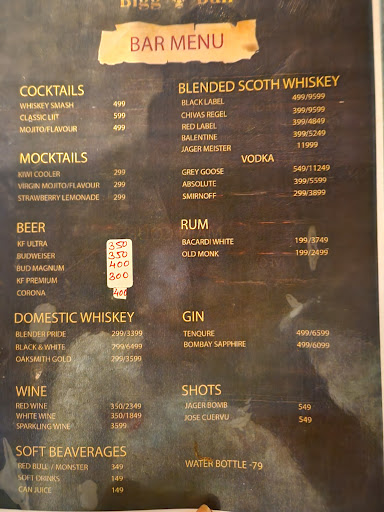 BAR MENU
COCKTAILS
WHISKEY SMASH 499
CLASSIC LIIT 599
MOJITO/FLAVOUR 499
MOCKTAILS
KIWI COOLER 299
VIRGIN MOJITO/FLAVOUR 299
STRAWBERRY LEMONADE 299
BEER
KF ULTRA 350
BUDWEISER 350
BUD MAGNUM 400
KF PREMIUM 300
CORONA 400
DOMESTIC WHISKEY
BLENDER PRIDE 299/3399
BLACK & WHITE 299/6499
OAKSMITH GOLD 299/3599
WINE
RED WINE 350/2349
WHITE WINE 350/1849
SPARKLING WINE 3599
SOFT BEAVERAGES
RED BULL / MONSTER 349
SOFT DRINKS 149
CAN JUICE 149
BLENDED SCOTH WHISKEY
BLACK LABEL 499/9599
CHIVAS REGEL 399/9599
RED LABEL 399/4849
BALENTINE 399/5249
JAGER MEISTER 11999
VODKA
GREY GOOSE 549/11249
ABSOLUTE 399/5599
SMIRNOFF 299/3899
RUM
BACARDI WHITE 199/3749
OLD MONK 199/2499
GIN
TENQURE 499/6599
BOMBAY SAPPHIRE 499/6099
SHOTS
JAGER BOMB 549
JOSE CUERVU 549
WATER BOTTLE -79